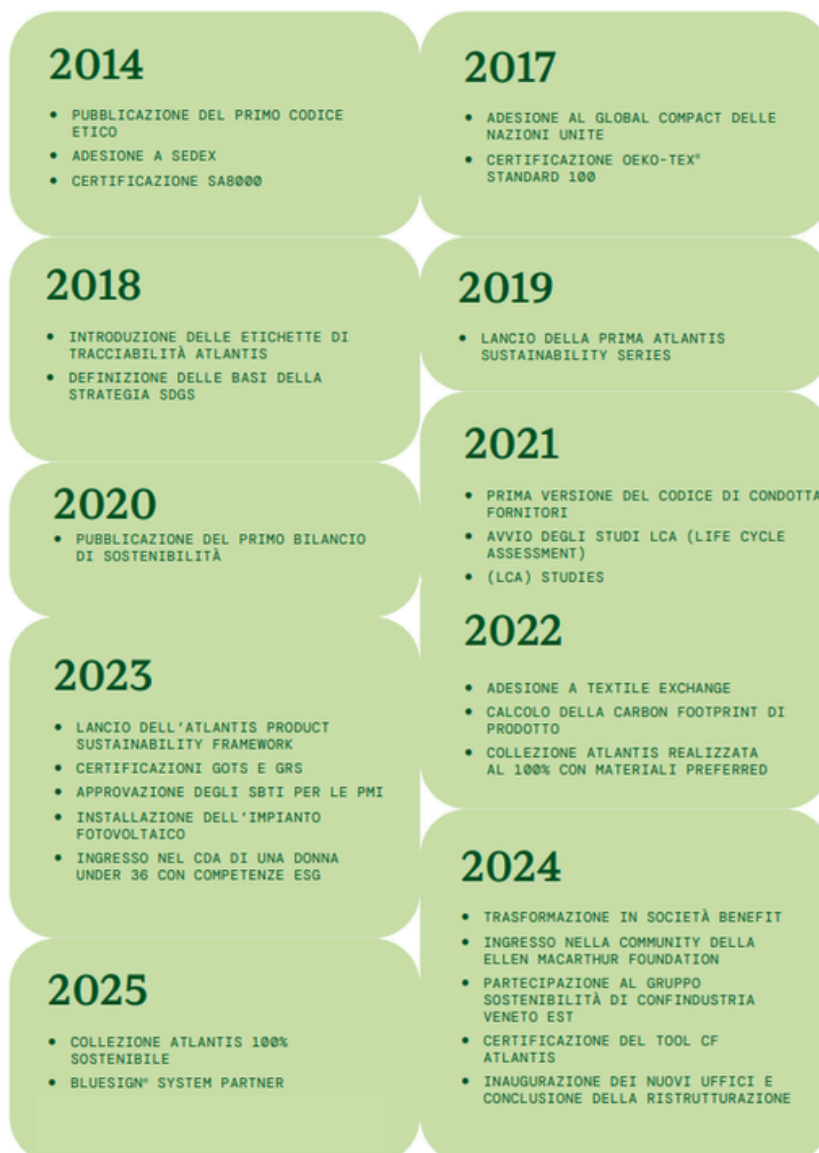 2014
• PUBBLICAZIONE DEL PRIMO CODICE
ETICO
• ADESIONE A SEDEX
• CERTIFICAZIONE SA8000
2017
• ADESIONE AL GLOBAL COMPACT DELLE
NAZIONI UNITE
• CERTIFICAZIONE OEKO-TEX®
STANDARD 100
2018
• INTRODUZIONE DELLE ETICHETTE DI
TRACCIABILITÀ ATLANTIS
• DEFINIZIONE DELLE BASI DELLA
STRATEGIA SDGS
2019
• LANCIO DELLA PRIMA ATLANTIS
SUSTAINABILITY SERIES
2020
• PUBBLICAZIONE DEL PRIMO BILANCIO
DI SOSTENIBILITÀ
2021
• PRIMA VERSIONE DEL CODICE DI CONDOTTA
FORNITORI
• AVVIO DEGLI STUDI LCA (LIFE CYCLE
ASSESSMENT)
• (LCA) STUDIES
2022
• ADESIONE A TEXTILE EXCHANGE
• CALCOLO DELLA CARBON FOOTPRINT DI
PRODOTTO
• COLLEZIONE ATLANTIS REALIZZATA
AL 100% CON MATERIALI PREFERRED
2023
• LANCIO DELL'ATLANTIS PRODUCT
SUSTAINABILITY FRAMEWORK
• CERTIFICAZIONI GOTS E GRS
• APPROVAZIONE DEGLI SBTI PER LE PMI
• INSTALLAZIONE DELL'IMPIANTO
FOTOVOLTAICO
• INGRESSO NEL CDA DI UNA DONNA
UNDER 36 CON COMPETENZE ESG
2024
• TRASFORMAZIONE IN SOCIETÀ BENEFIT
• INGRESSO NELLA COMMUNITY DELLA
ELLEN MACARTHUR FOUNDATION
• PARTECIPAZIONE AL GRUPPO
SOSTENIBILITÀ DI CONFINDUSTRIA
VENETO EST
• CERTIFICAZIONE DEL TOOL CF
ATLANTIS
• INAUGURAZIONE DEI NUOVI UFFICI E
CONCLUSIONE DELLA RISTRUTTURAZIONE
2025
• COLLEZIONE ATLANTIS 100%
SOSTENIBILE
• BLUESIGN® SYSTEM PARTNER